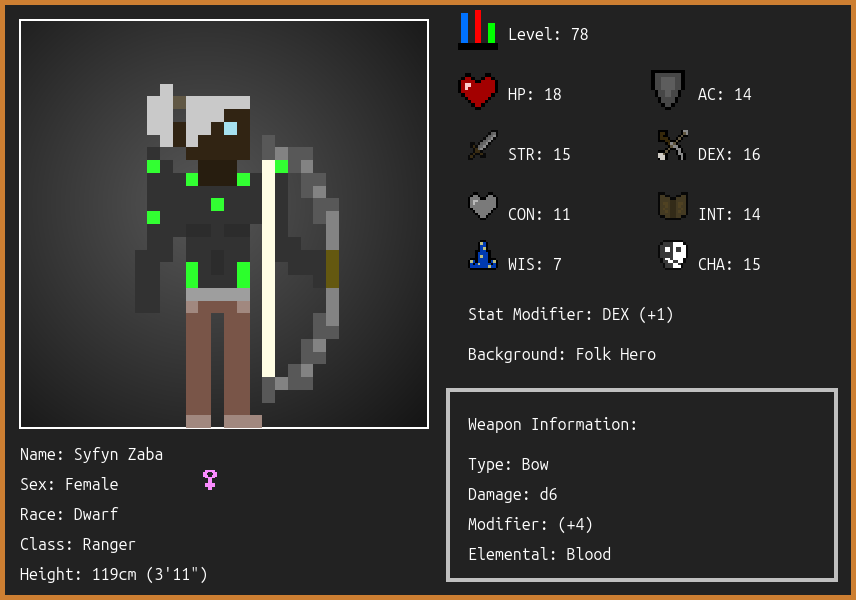 Level: 78
HP: 18
AC: 14
STR: 15
DEX: 16
CON: 11
INT: 14
WIS: 7
CHA: 15
Stat Modifier: DEX (+1)
Background: Folk Hero
Weapon Information:
Type: Bow
Damage: d6
Modifier: (+4)
Elemental: Blood
Name: Syfyn Zaba
Sex: Female
Race: Dwarf
Class: Ranger
Height: 119cm (3'11")